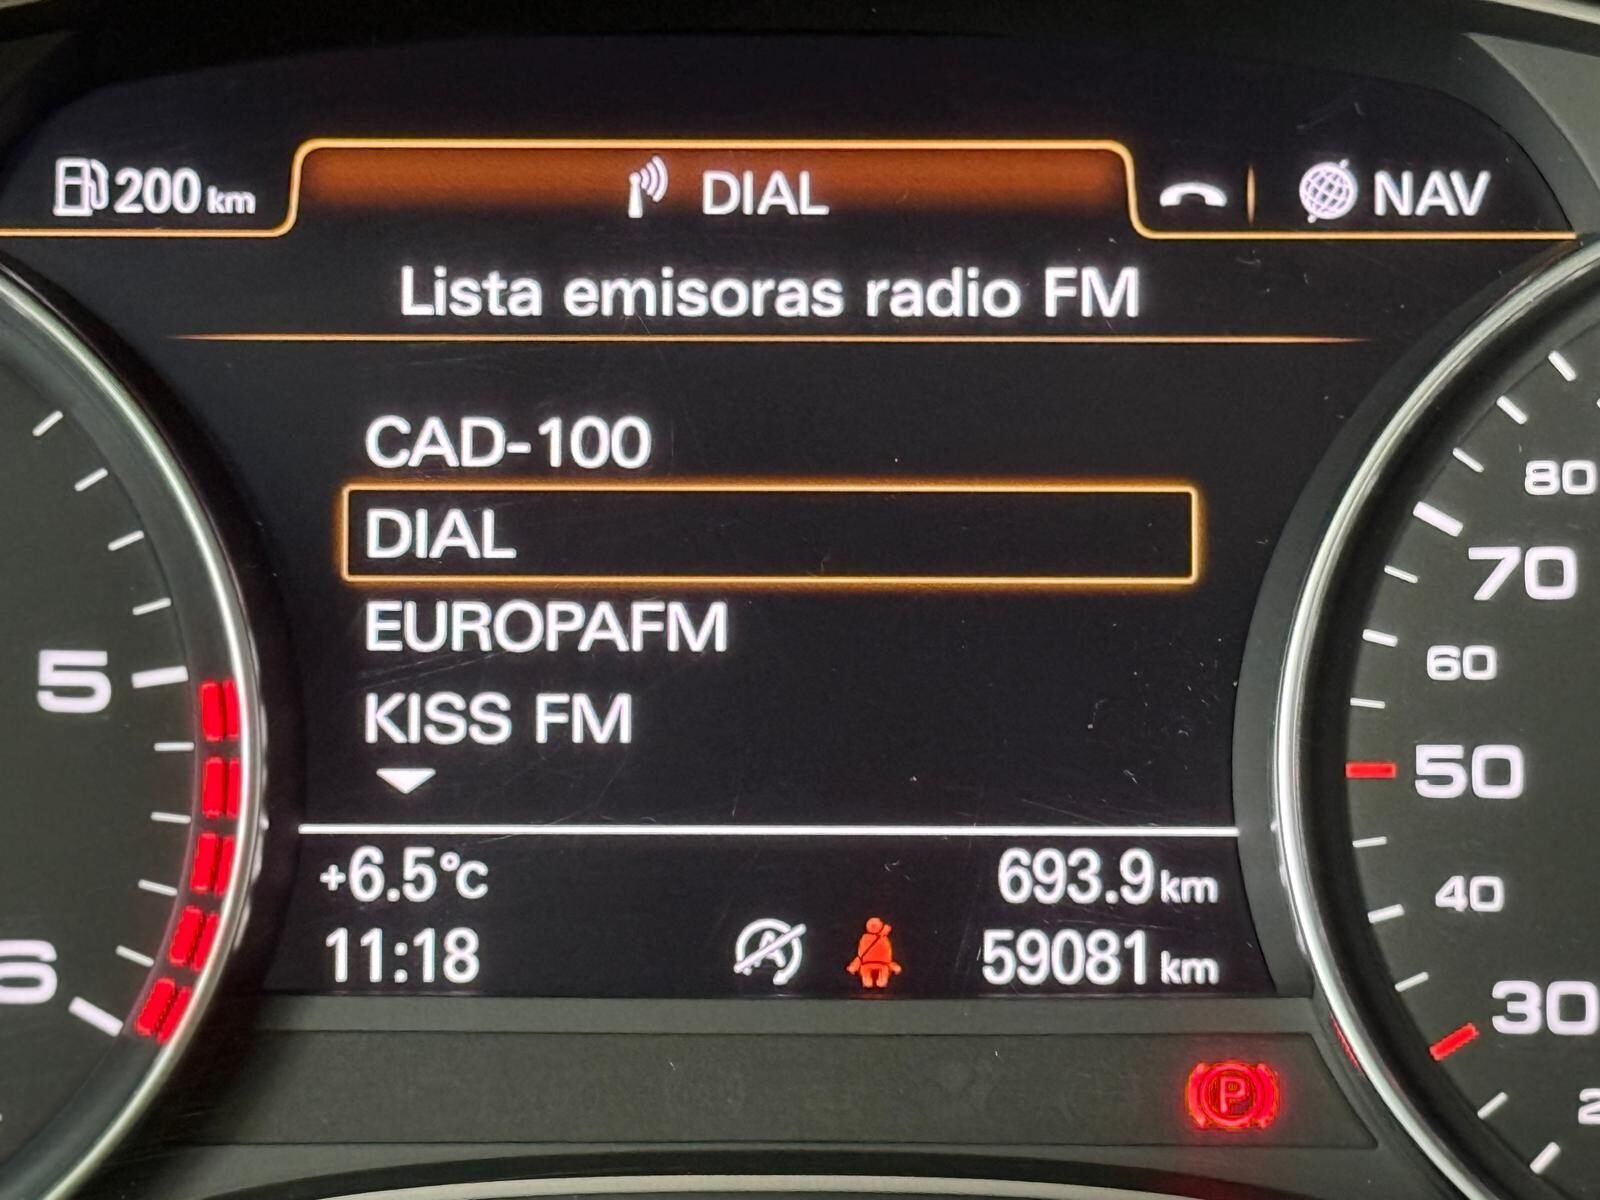 200 km
DIAL
NAV
Lista emisoras radio FM
CAD-100
DIAL
EUROPAFM
KISS FM
+6.5°C
693.9 km
11:18
A
59081 km
P
5
6
80
70
60
50
40
30